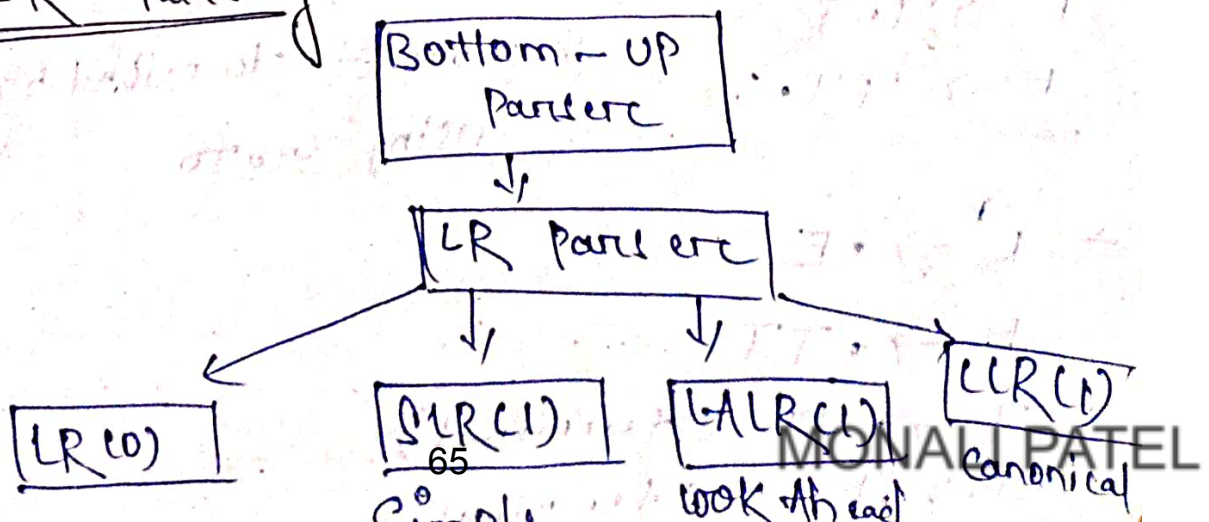 Bottom - UP
Parser
LR Parser
LR(0)
SLR(1)
LALR(1)
CLR(1)
65
MONALI PATEL
Simple
Look Ahead
Canonical